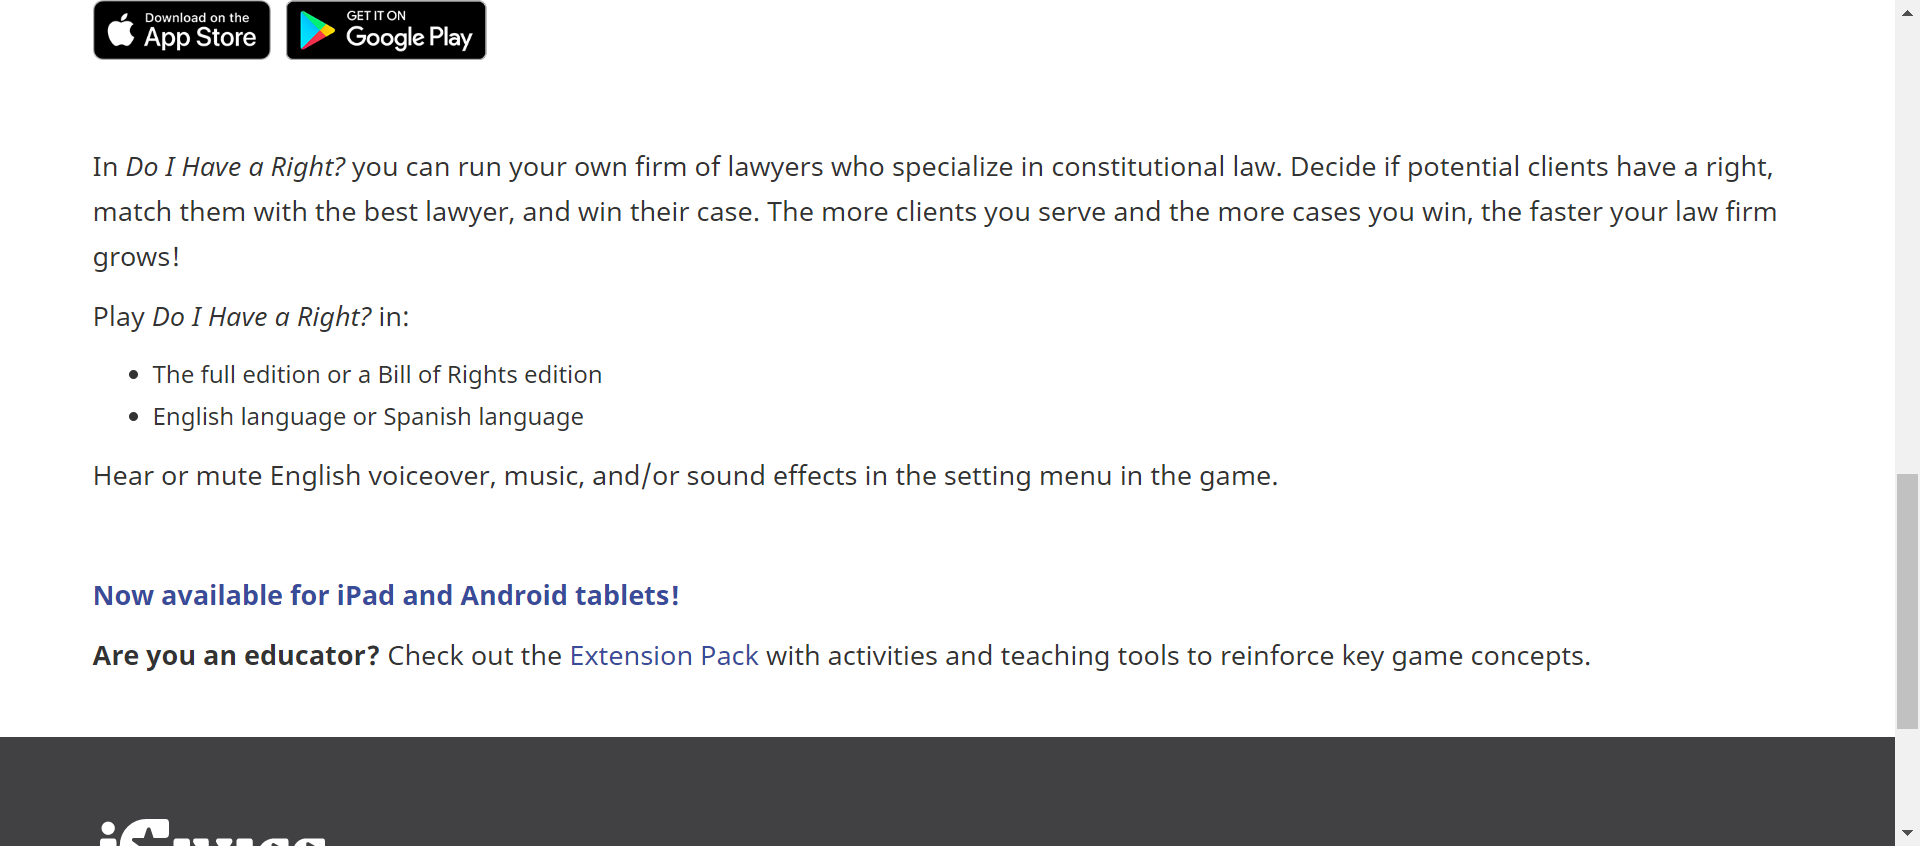 Download on the
App Store
GET IT ON
Google Play
In Do I Have a Right? you can run your own firm of lawyers who specialize in constitutional law. Decide if potential clients have a right,
match them with the best lawyer, and win their case. The more clients you serve and the more cases you win, the faster your law firm
grows!
Play Do I Have a Right? in:
The full edition or a Bill of Rights edition
English language or Spanish language
Hear or mute English voiceover, music, and/or sound effects in the setting menu in the game.
Now available for iPad and Android tablets!
Are you an educator? Check out the Extension Pack with activities and teaching tools to reinforce key game concepts.